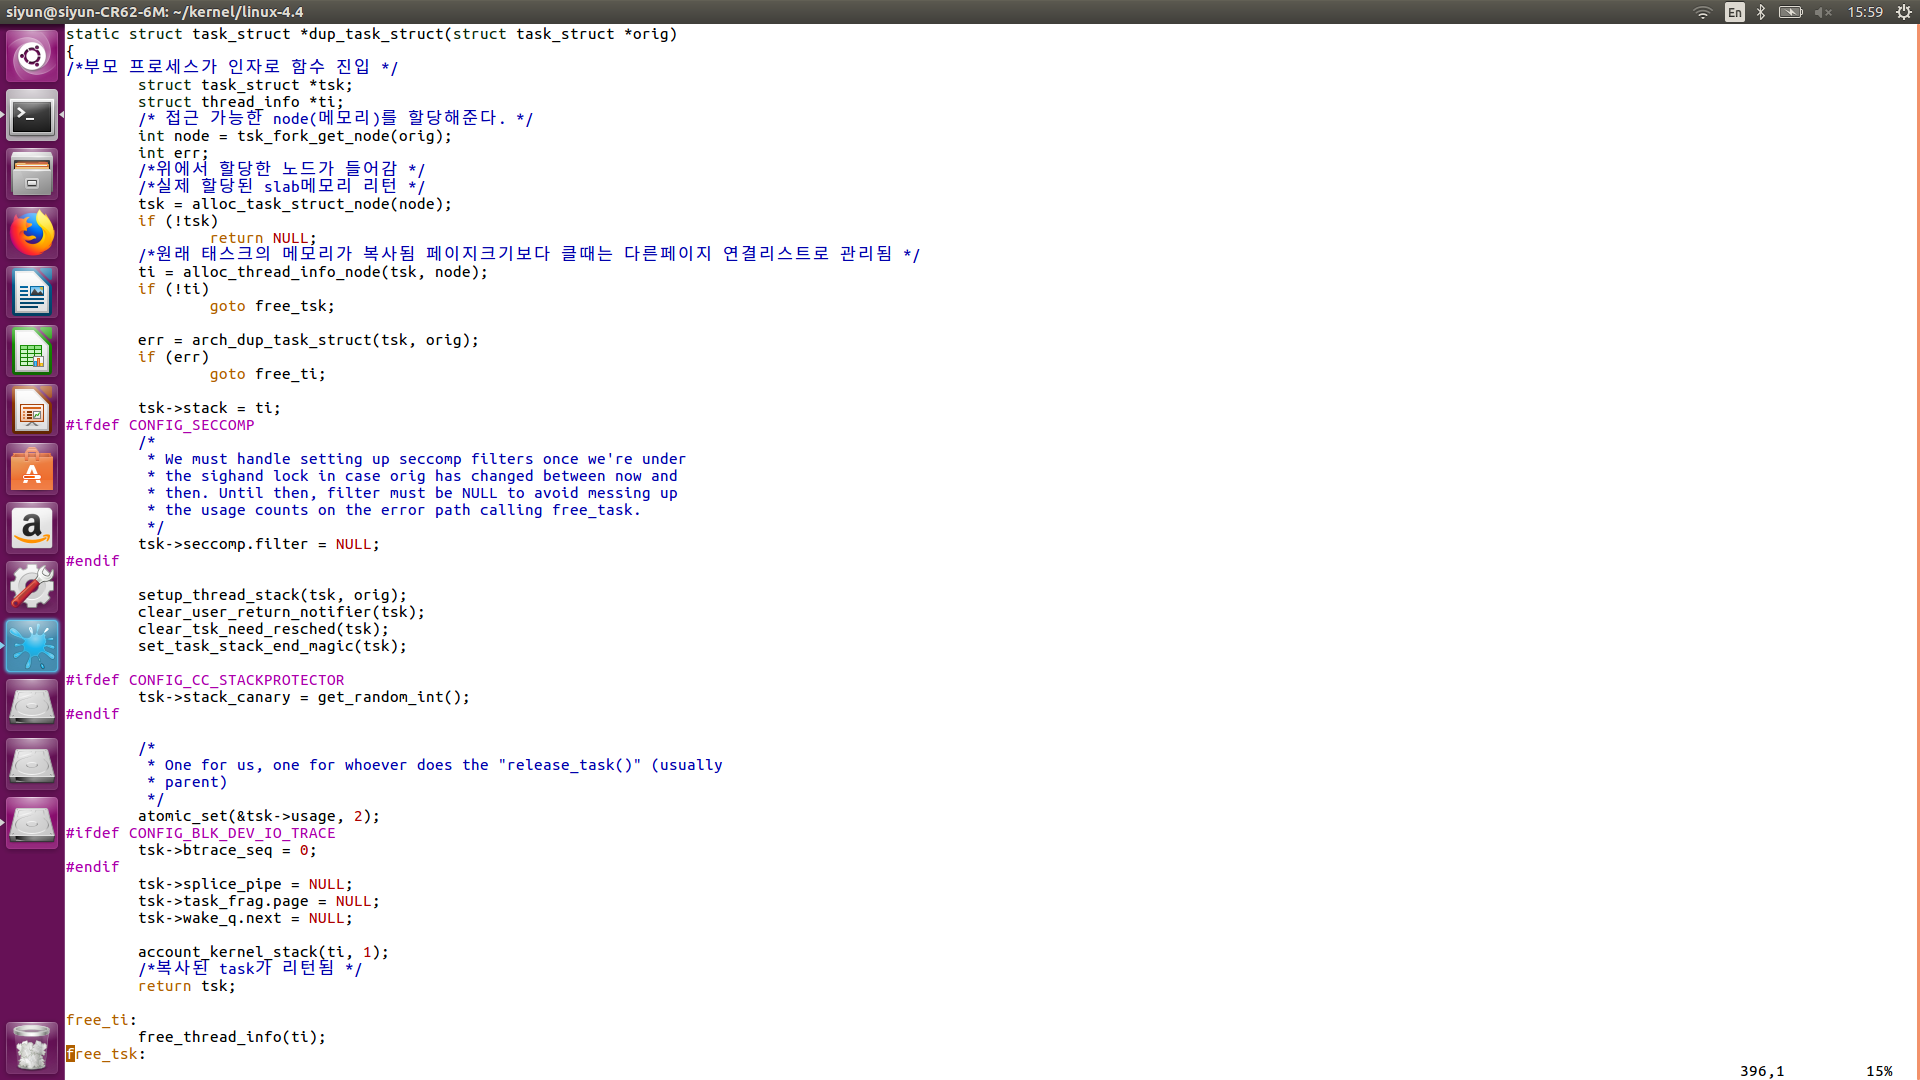 siyun@siyun-CR62-6M: ~/kernel/linux-4.4
En
15:59
static struct task_struct *dup_task_struct(struct task_struct *orig)
{
/*부모 프로세스가 인자로 함수 진입 */
struct task_struct *tsk;
struct thread_info *ti;
/* 접근 가능한 node(메모리)를 할당해준다. */
int node = tsk_fork_get_node(orig);
int err;
/*위에서 할당한 노드가 들어감 */
/*실제 할당된 slab메모리 리턴 */
tsk = alloc_task_struct_node(node);
if (!tsk)
return NULL;
/*원래 태스크의 메모리가 복사됨 페이지크기보다 클때는 다른페이지 연결리스트로 관리됨 */
ti = alloc_thread_info_node(tsk, node);
if (!ti)
goto free_tsk;
err = arch_dup_task_struct(tsk, orig);
if (err)
goto free_ti;
tsk->stack = ti;
#ifdef CONFIG_SECCOMP
/*
* We must handle setting up seccomp filters once we're under
* the sighand lock in case orig has changed between now and
* then. Until then, filter must be NULL to avoid messing up
* the usage counts on the error path calling free_task.
*/
tsk->seccomp.filter = NULL;
#endif
setup_thread_stack(tsk, orig);
clear_user_return_notifier(tsk);
clear_tsk_need_resched(tsk);
set_task_stack_end_magic(tsk);
#ifdef CONFIG_CC_STACKPROTECTOR
tsk->stack_canary = get_random_int();
#endif
/*
* One for us, one for whoever does the "release_task()" (usually
* parent)
*/
atomic_set(&tsk->usage, 2);
#ifdef CONFIG_BLK_DEV_IO_TRACE
tsk->btrace_seq = 0;
#endif
tsk->splice_pipe = NULL;
tsk->task_frag.page = NULL;
tsk->wake_q.next = NULL;
account_kernel_stack(ti, 1);
/*복사된 task가 리턴됨 */
return tsk;
free_ti:
free_thread_info(ti);
free_tsk:
396,1 15%